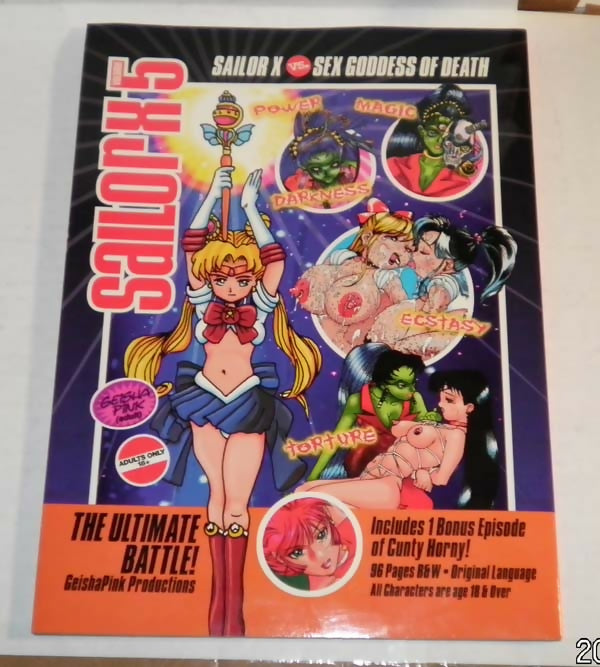 SAILOR X VS. SEX GODDESS OF DEATH
SAILOR X 5
POWER
MAGIC
DARKNESS
ECSTASY
TORTURE
GEISHA
PINK
ADULTS ONLY
18+
THE ULTIMATE
BATTLE!
GeishaPink Productions
Includes 1 Bonus Episode
of Cunty Horny!
96 Pages B&W • Original Language
All Characters are age 18 & Over
20